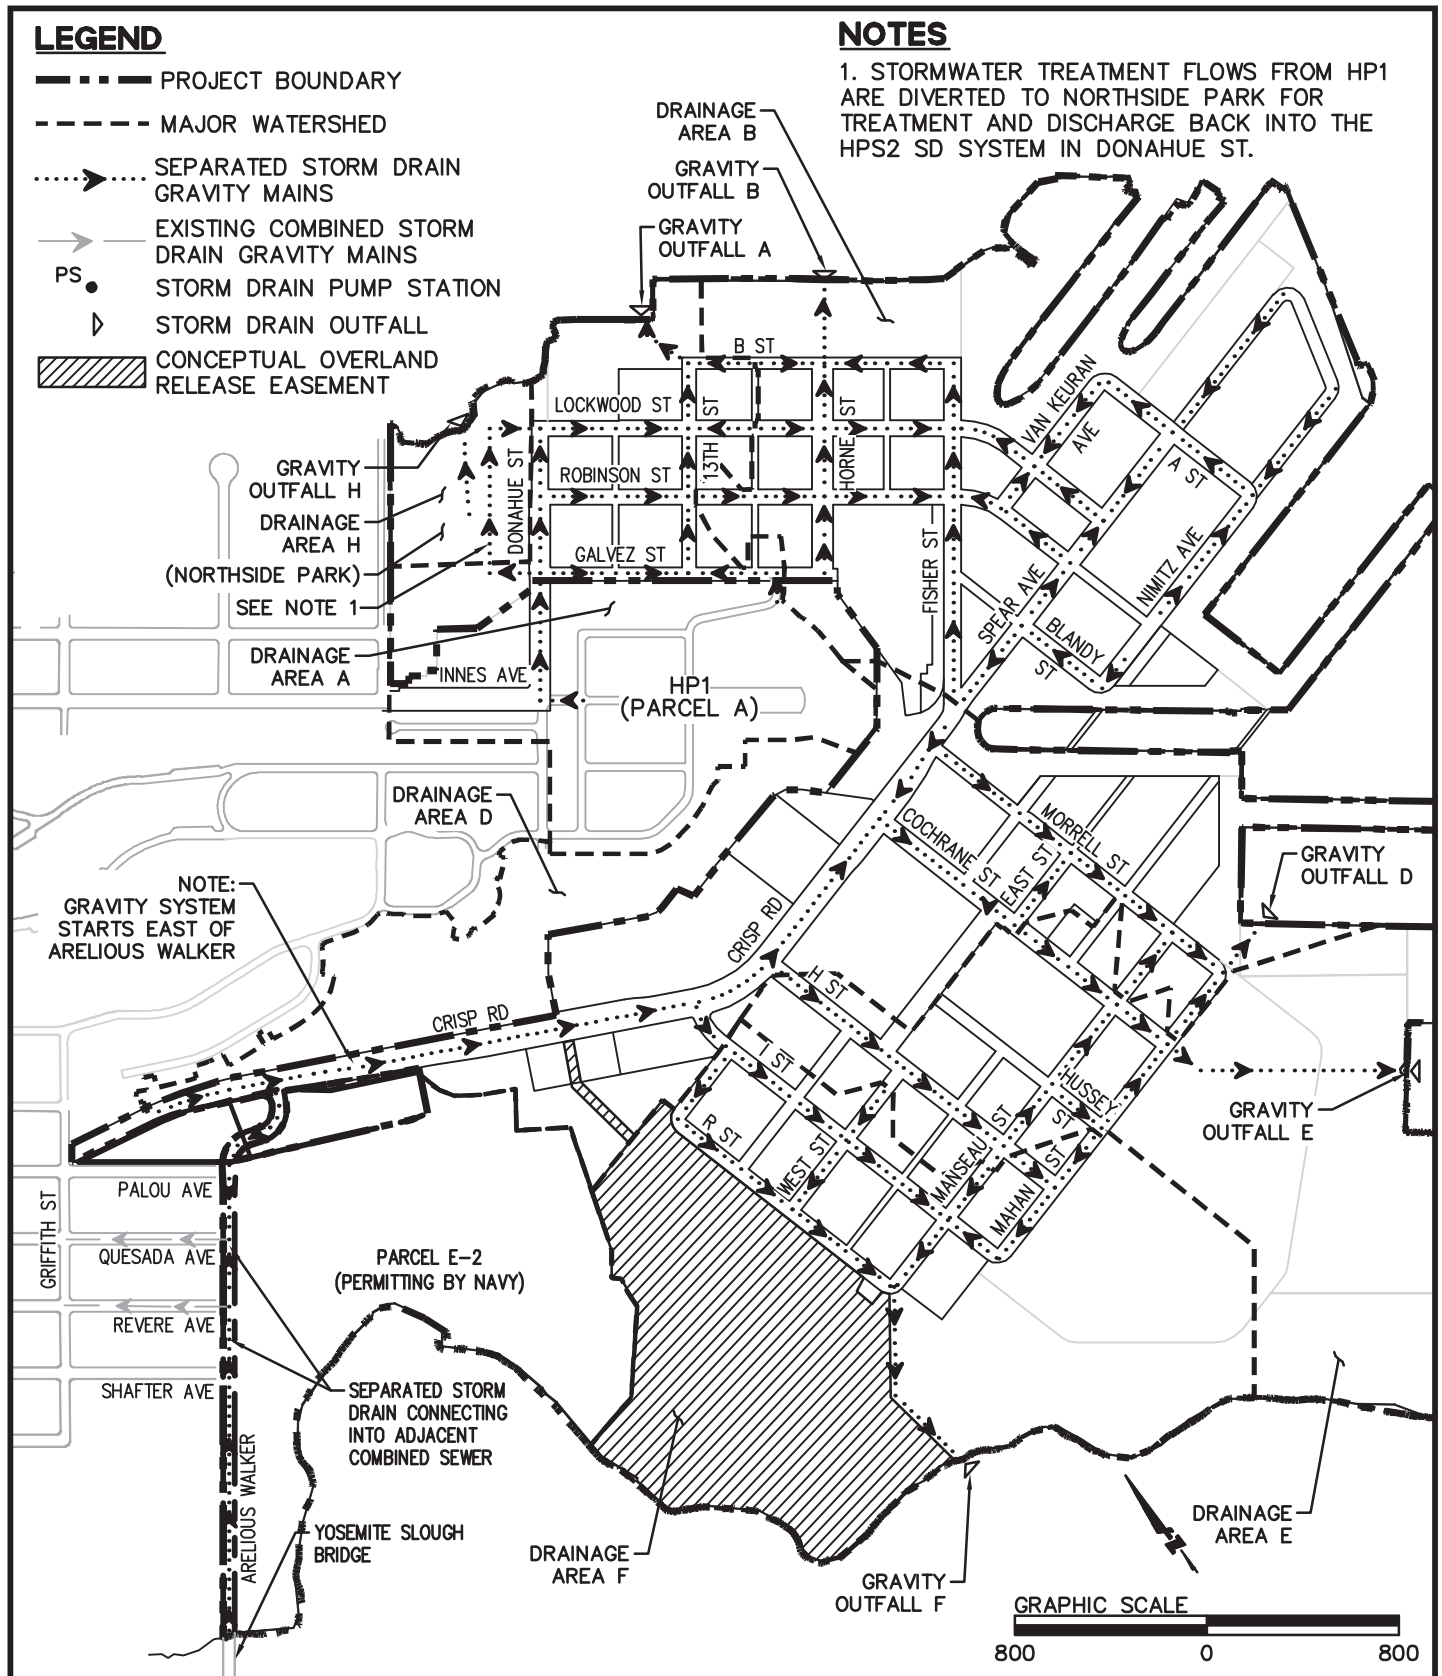 LEGEND
PROJECT BOUNDARY
MAJOR WATERSHED
SEPARATED STORM DRAIN
GRAVITY MAINS
EXISTING COMBINED STORM
DRAIN GRAVITY MAINS
PS
STORM DRAIN PUMP STATION
STORM DRAIN OUTFALL
CONCEPTUAL OVERLAND
RELEASE EASEMENT
NOTES
1. STORMWATER TREATMENT FLOWS FROM HP1
ARE DIVERTED TO NORTHSIDE PARK FOR
TREATMENT AND DISCHARGE BACK INTO THE
HPS2 SD SYSTEM IN DONAHUE ST.
DRAINAGE
AREA B
GRAVITY
OUTFALL B
GRAVITY
OUTFALL A
B ST
LOCKWOOD ST
13TH ST
HORNE ST
ROBINSON ST
DONAHUE ST
GALVEZ ST
FISHER ST
VAN KEURAN
AVE
A ST
NIMITZ AVE
SPEAR AVE
BLANDY
ST
GRAVITY
OUTFALL H
DRAINAGE
AREA H
(NORTHSIDE PARK)
SEE NOTE 1
DRAINAGE
AREA A
INNES AVE
HP1
(PARCEL A)
DRAINAGE
AREA D
NOTE:
GRAVITY SYSTEM
STARTS EAST OF
ARELIOUS WALKER
COCHRANE ST
MORRELL ST
EAST ST
GRAVITY
OUTFALL D
CRISP RD
CRISP RD
H ST
I ST
R ST
WEST ST
MANSEAU ST
HUSSEY
ST
MAHAN ST
GRAVITY
OUTFALL E
GRIFFITH ST
PALOU AVE
QUESADA AVE
REVERE AVE
SHAFTER AVE
PARCEL E-2
(PERMITTING BY NAVY)
SEPARATED STORM
DRAIN CONNECTING
INTO ADJACENT
COMBINED SEWER
ARELIOUS WALKER
YOSEMITE SLOUGH
BRIDGE
DRAINAGE
AREA F
GRAVITY
OUTFALL F
DRAINAGE
AREA E
GRAPHIC SCALE
800 0 800